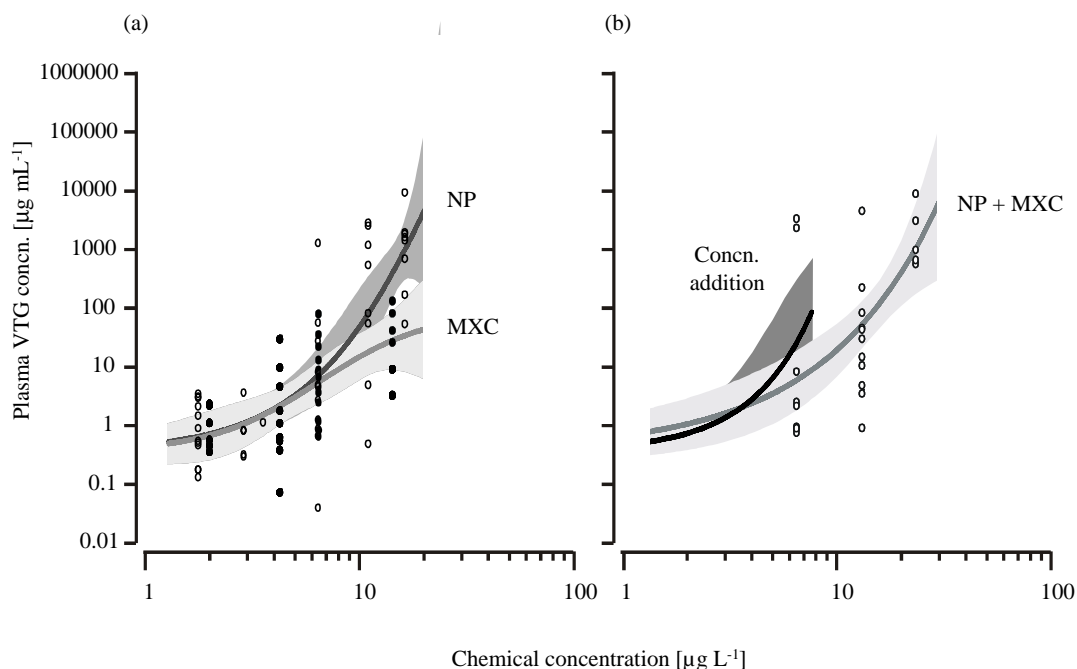 (a)
(b)
Plasma VTG concn. [µg mL-1]
1000000
100000
10000
1000
100
10
1
0.1
0.01
NP
MXC
1
10
100
Concn.
addition
NP + MXC
1
10
100
Chemical concentration [µg L-1]